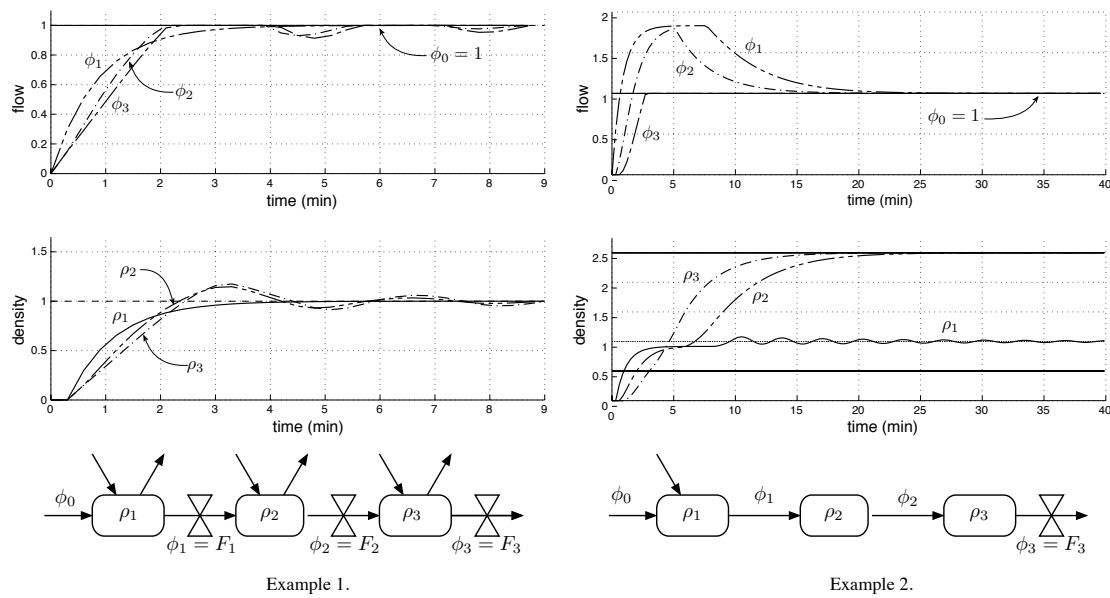 1
0.8
0.6
0.4
0.2
0
flow
ϕ1
ϕ2
ϕ3
ϕ0 = 1
0 1 2 3 4 5 6 7 8 9
time (min)
2
1.5
1
0.5
0
flow
ϕ1
ϕ2
ϕ3
ϕ0 = 1
0 5 10 15 20 25 30 35 40
time (min)
1.5
1
0.5
0
density
ρ2
ρ1
ρ3
0 1 2 3 4 5 6 7 8 9
time (min)
2.5
2
1.5
1
0.5
0
density
ρ3
ρ2
ρ1
0 5 10 15 20 25 30 35 40
time (min)
ϕ0 ρ1 ρ2 ρ3
ϕ1 = F1 ϕ2 = F2 ϕ3 = F3
Example 1.
ϕ0 ρ1 ϕ1 ρ2 ϕ2 ρ3
ϕ3 = F3
Example 2.